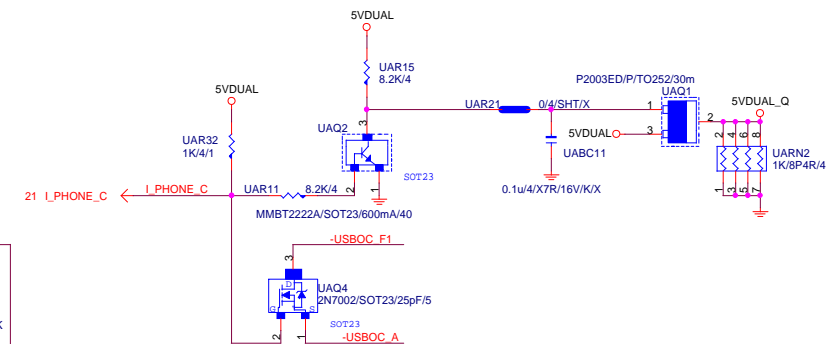 5VDUAL
UAR15
8.2K/4
P2003ED/P/TO252/30m
UAQ1
5VDUAL
UAR21
0/4/SHT/X
1
2
5VDUAL_Q
UAR32
1K/4/1
UAQ2
3
5VDUAL
3
UABC11
2
4
6
8
UARN2
1K/8P4R/4
SOT23
0.1u/4/X7R/16V/K/X
1
3
5
7
21 I_PHONE_C
I_PHONE_C
UAR11
8.2K/4
2
1
MMBT2222A/SOT23/600mA/40
-USBOC_F1
3
D
G
S
UAQ4
2N7002/SOT23/25pF/5
SOT23
2
1
-USBOC_A
K